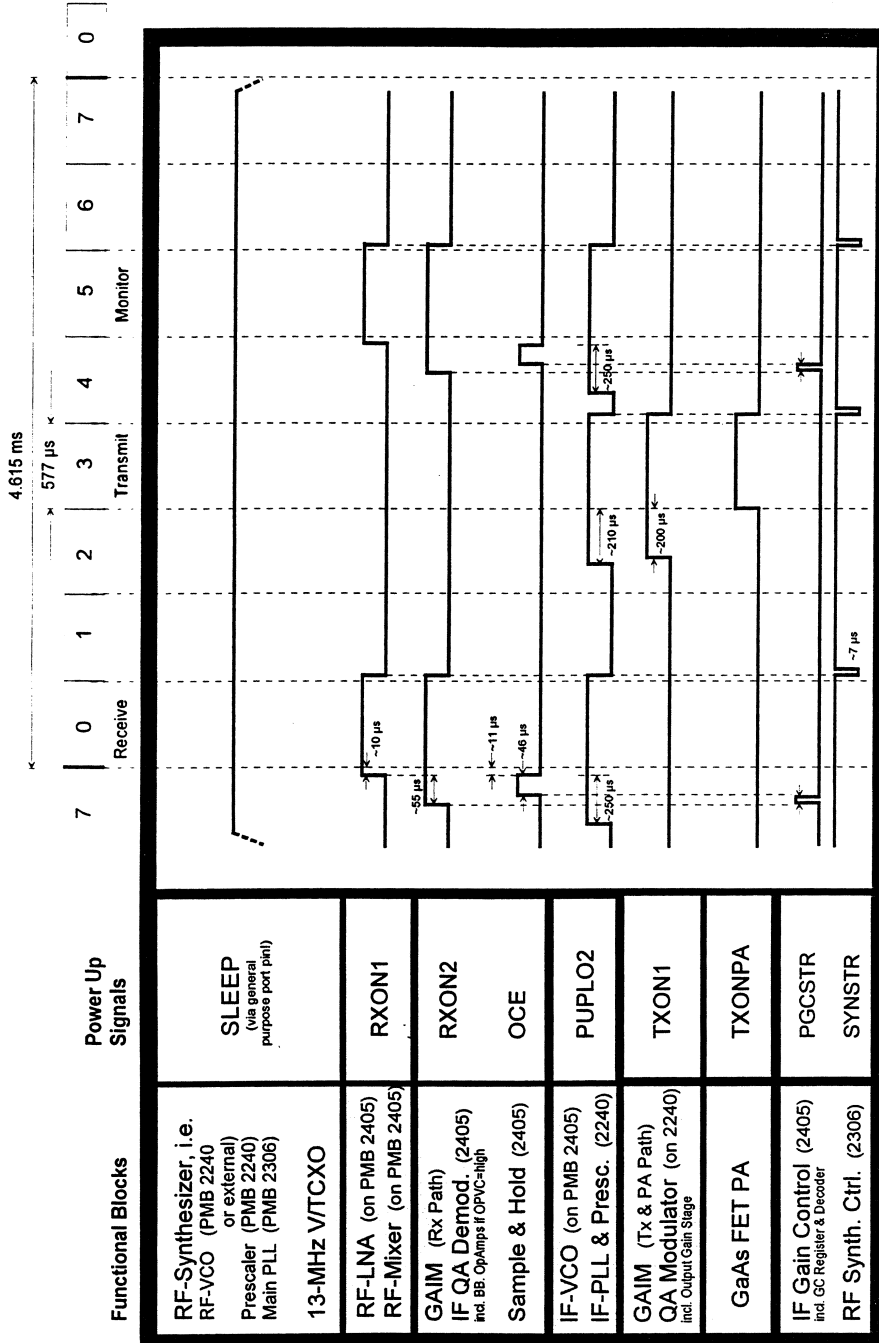 4.615 ms
577 µs
7
0
1
2
3
4
5
6
7
0
Receive
Transmit
Monitor
Functional Blocks
Power Up
Signals
RF-Synthesizer, i.e.
RF-VCO (PMB 2240
or external)
Prescaler (PMB 2240)
Main PLL (PMB 2306)
13-MHz V/TCXO
SLEEP
(via general
purpose port pin!)
RF-LNA (on PMB 2405)
RF-Mixer (on PMB 2405)
RXON1
~10 µs
GAIM (Rx Path)
IF QA Demod. (2405)
incl. BB. OpAmps if OPVC=high
RXON2
~55 µs
Sample & Hold (2405)
OCE
~11 µs
~46 µs
IF-VCO (on PMB 2405)
IF-PLL & Presc. (2240)
PUPLO2
~250 µs
~210 µs
~250 µs
GAIM (Tx & PA Path)
QA Modulator (on 2240)
incl. Output Gain Stage
TXON1
~200 µs
GaAs FET PA
TXONPA
IF Gain Control (2405)
incl. GC Register & Decoder
PGCSTR
RF Synth. Ctrl. (2306)
SYNSTR
~7 µs